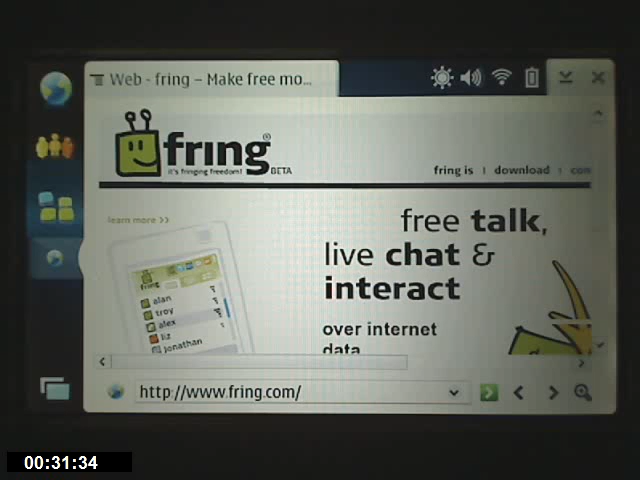 Web - fring – Make free mo...
fring®
it's fringing freedom! BETA
fring is | download | con
learn more >>
free talk,
live chat &
interact
over internet
data
fring
alan
troy
alex
liz
jonathan
http://www.fring.com/
00:31:34